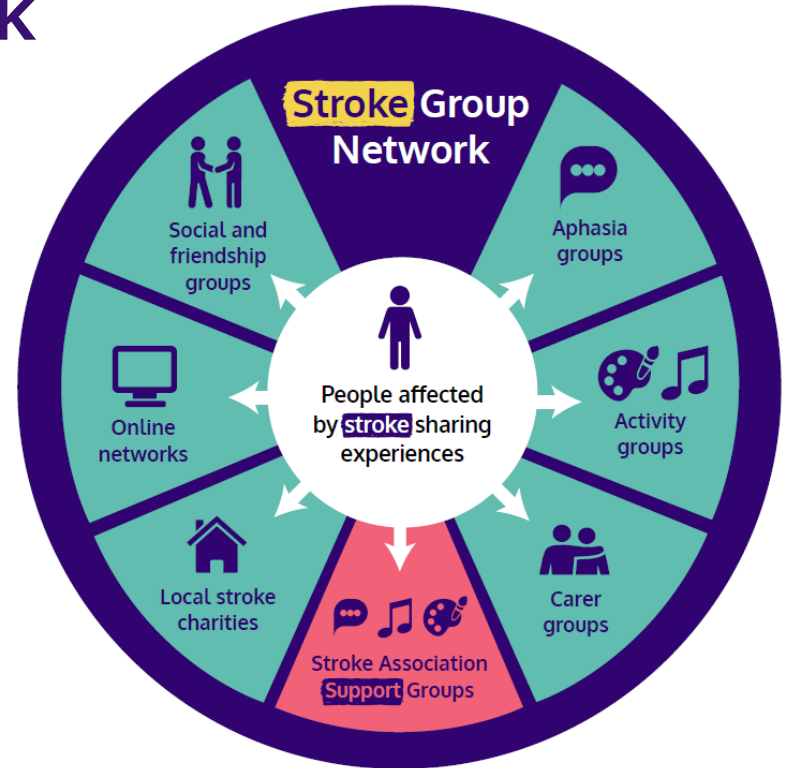 k
Stroke Group
Network
Aphasia
groups
Activity
groups
Carer
groups
Stroke Association
Support Groups
Local stroke
charities
Online
networks
Social and
friendship
groups
People affected
by stroke sharing
experiences